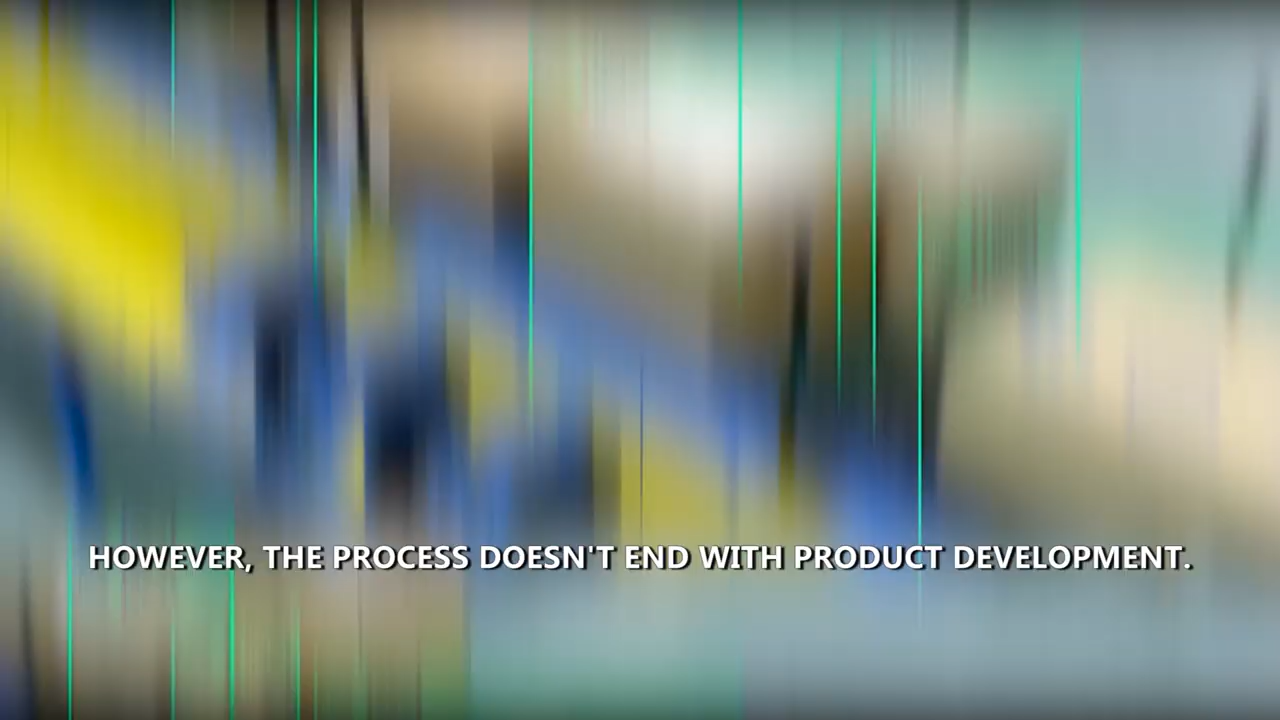 HOWEVER, THE PROCESS DOESN'T END WITH PRODUCT DEVELOPMENT.